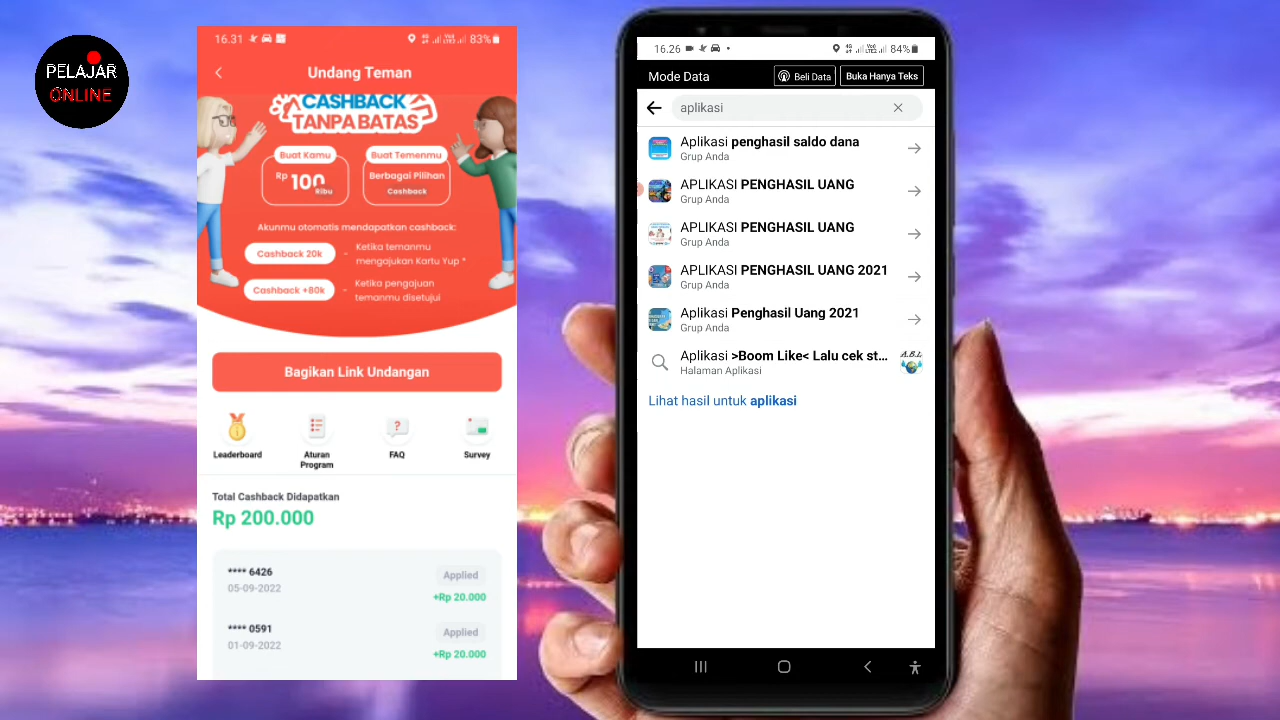 PELAJAR
ONLINE
16.31
83%
Undang Teman
CASHBACK
TANPA BATAS
Buat Kamu
Rp 100 Ribu
Buat Temenmu
Berbagai Pilihan
Cashback
Akunmu otomatis mendapatkan cashback:
Cashback 20k - Ketika temanmu
mengajukan Kartu Yup *
Cashback +80k - Ketika pengajuan
temanmu disetujui
Bagikan Link Undangan
Leaderboard
Aturan
Program
FAQ
Survey
Total Cashback Didapatkan
Rp 200.000
**** 6426
Applied
05-09-2022
+Rp 20.000
**** 0591
Applied
01-09-2022
+Rp 20.000
16.26
84%
Mode Data
Beli Data
Buka Hanya Teks
aplikasi
Aplikasi penghasil saldo dana
Grup Anda
APLIKASI PENGHASIL UANG
Grup Anda
APLIKASI PENGHASIL UANG
Grup Anda
APLIKASI PENGHASIL UANG 2021
Grup Anda
Aplikasi Penghasil Uang 2021
Grup Anda
Aplikasi >Boom Like< Lalu cek st...
Halaman Aplikasi
Lihat hasil untuk aplikasi